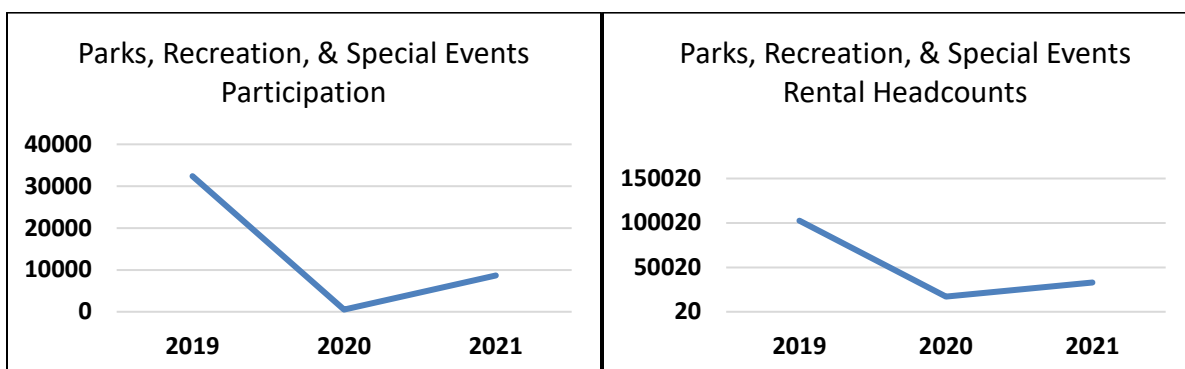 Parks, Recreation, & Special Events
Participation
40000
30000
20000
10000
0
2019 2020 2021
Parks, Recreation, & Special Events
Rental Headcounts
150020
100020
50020
20
2019 2020 2021